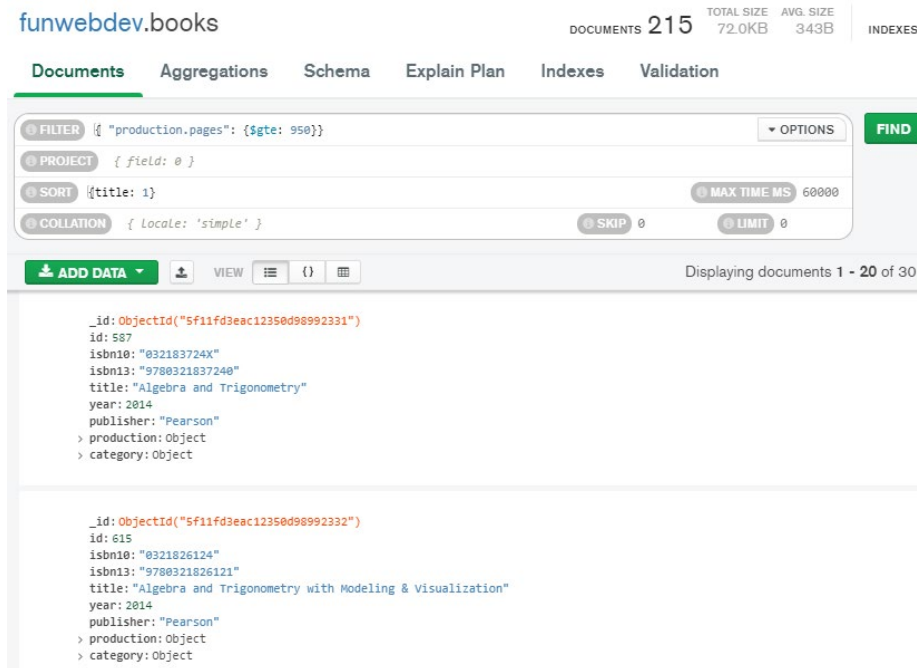 funwebdev.books
DOCUMENTS 215 TOTAL SIZE 72.0KB AVG. SIZE 343B INDEXES
Documents Aggregations Schema Explain Plan Indexes Validation
FILTER { "production.pages": {$gte: 950}} OPTIONS FIND
PROJECT { field: 0 }
SORT {title: 1} MAX TIME MS 60000
COLLATION { locale: 'simple' } SKIP 0 LIMIT 0
ADD DATA VIEW {} Displaying documents 1 - 20 of 30
_id: ObjectId("5f11fd3eac12350d98992331")
id: 587
isbn10: "032183724X"
isbn13: "9780321837240"
title: "Algebra and Trigonometry"
year: 2014
publisher: "Pearson"
> production: Object
> category: Object
_id: ObjectId("5f11fd3eac12350d98992332")
id: 615
isbn10: "0321826124"
isbn13: "9780321826121"
title: "Algebra and Trigonometry with Modeling & Visualization"
year: 2014
publisher: "Pearson"
> production: Object
> category: Object